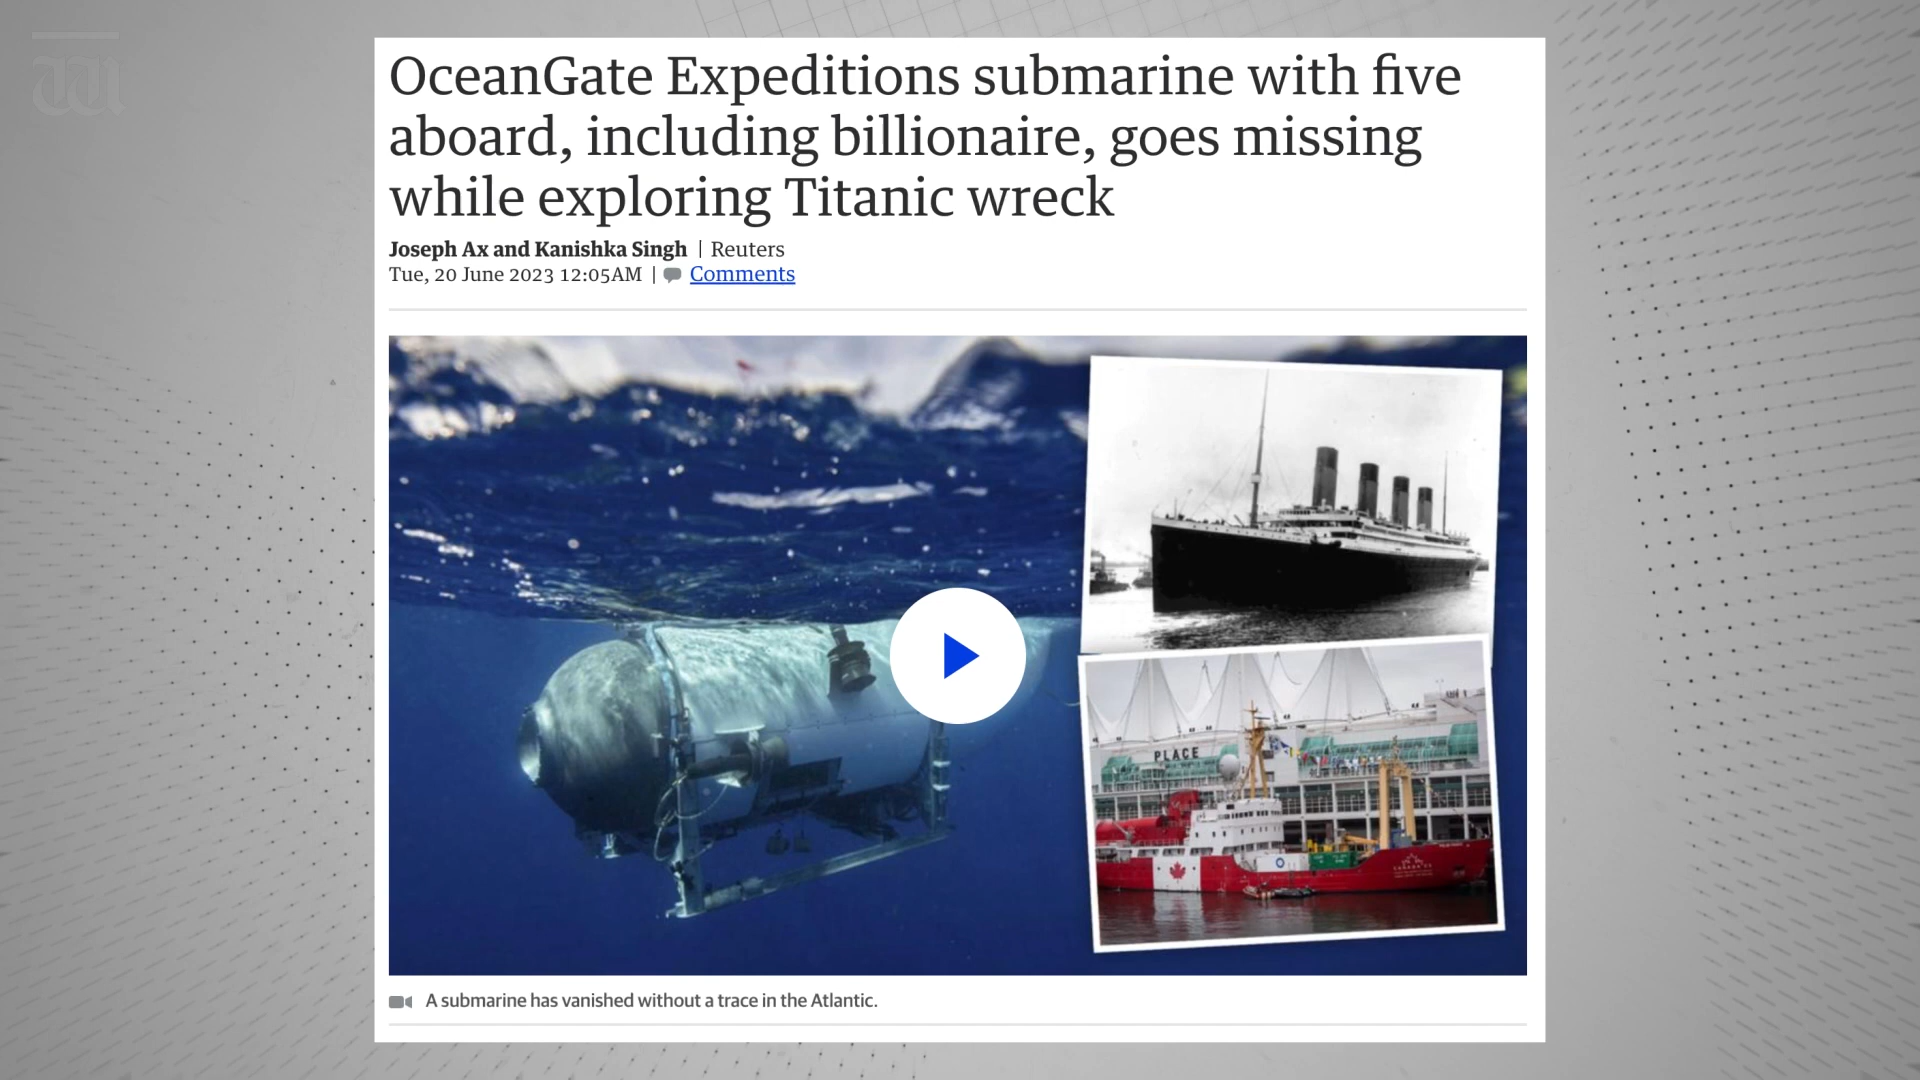 OceanGate Expeditions submarine with five
aboard, including billionaire, goes missing
while exploring Titanic wreck
Joseph Ax and Kanishka Singh | Reuters
Tue, 20 June 2023 12:05AM | Comments
PLACE
A submarine has vanished without a trace in the Atlantic.